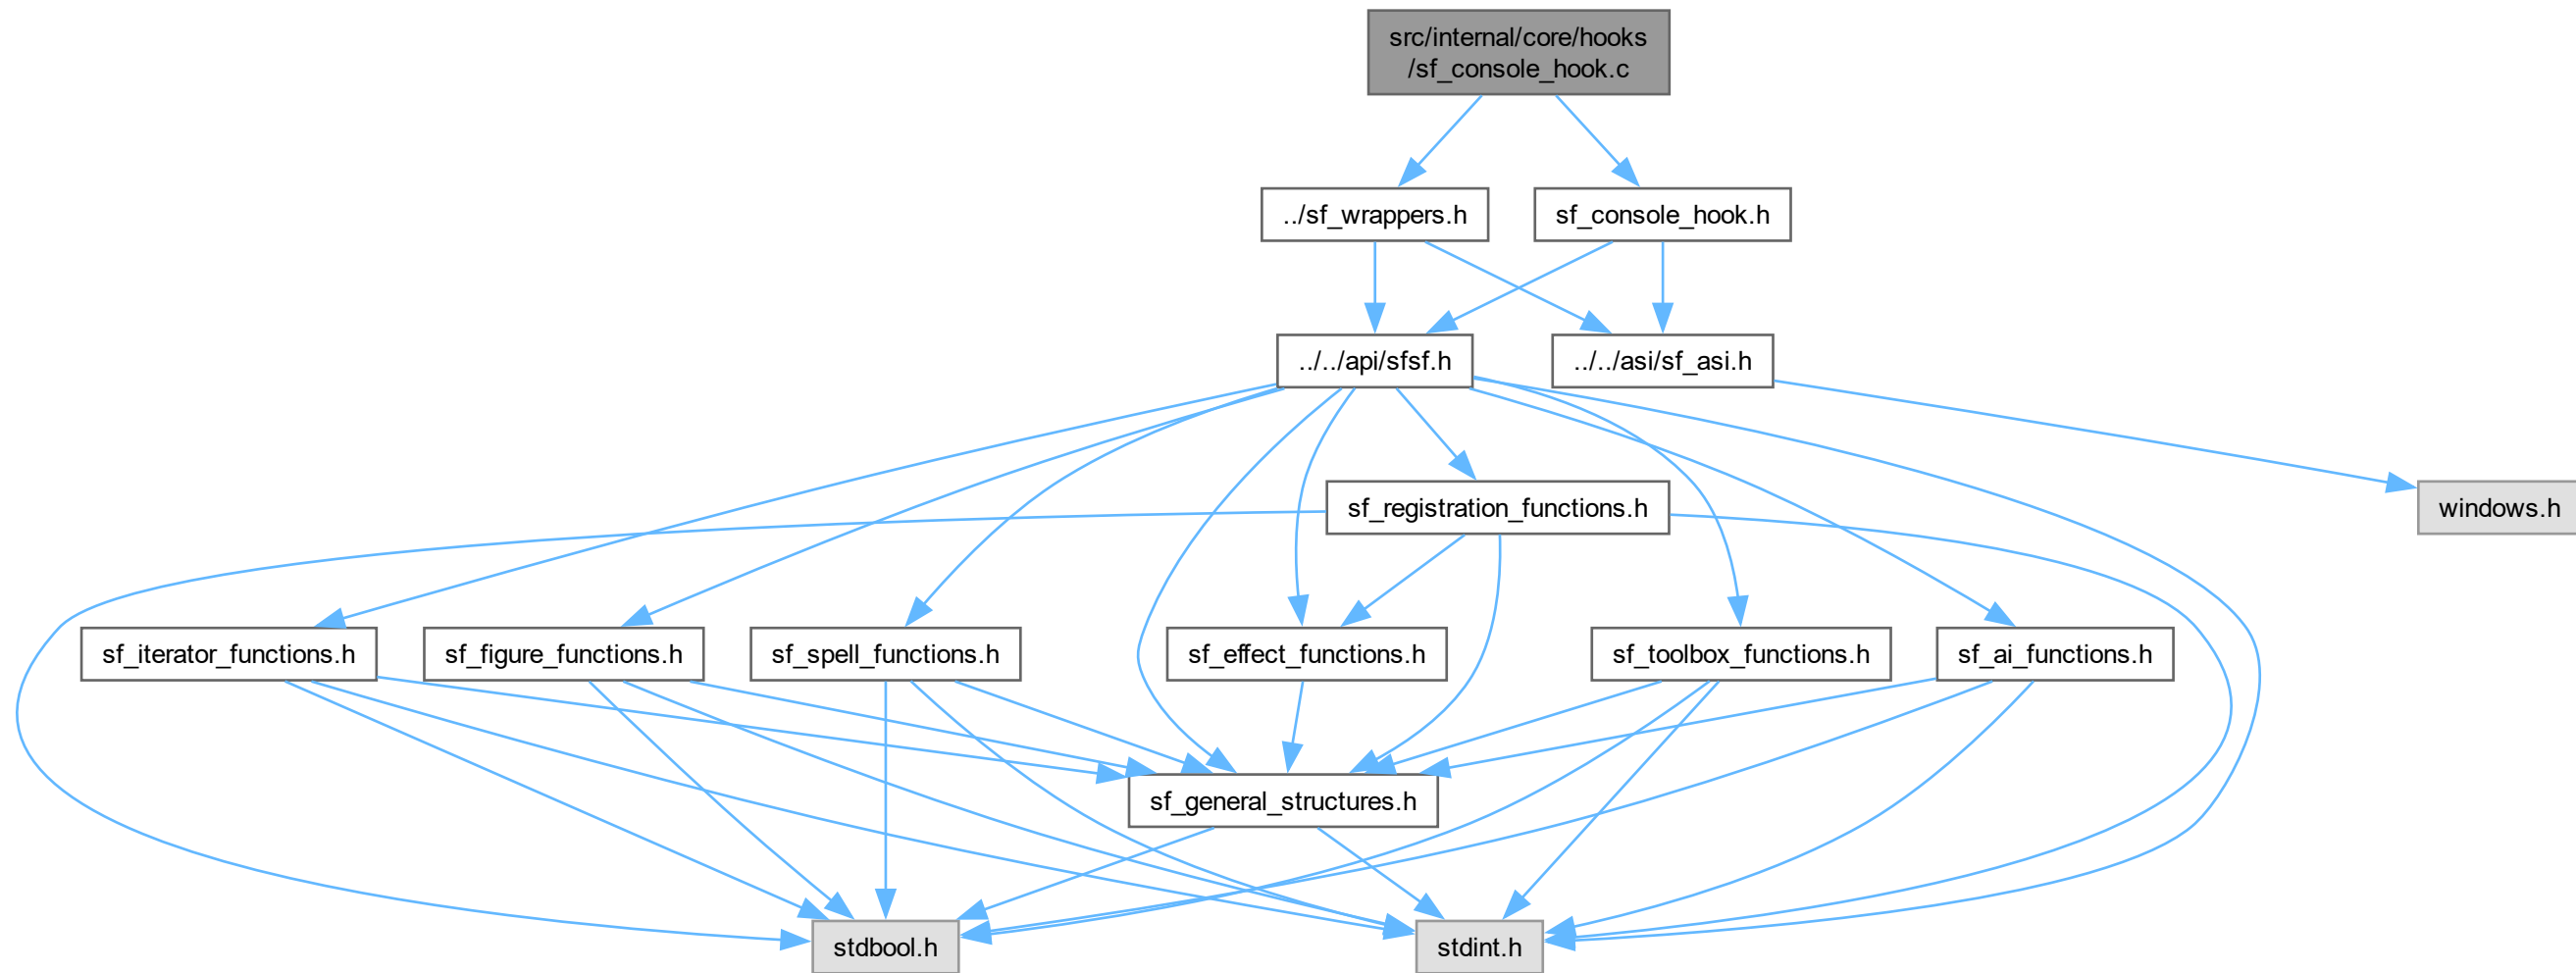 src/internal/core/hooks
/sf_console_hook.c
../sf_wrappers.h
sf_console_hook.h
../../api/sfsf.h
../../asi/sf_asi.h
sf_registration_functions.h
windows.h
sf_iterator_functions.h
sf_figure_functions.h
sf_spell_functions.h
sf_effect_functions.h
sf_toolbox_functions.h
sf_ai_functions.h
sf_general_structures.h
stdbool.h
stdint.h